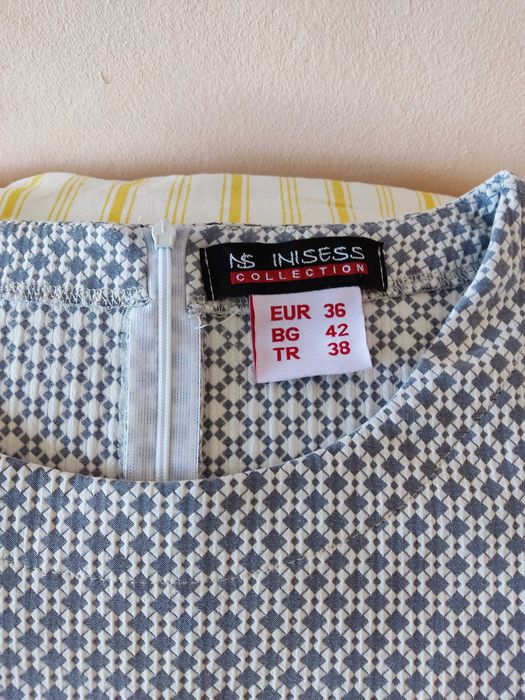 NS INISESS
COLLECTION
EUR 36
BG 42
TR 38